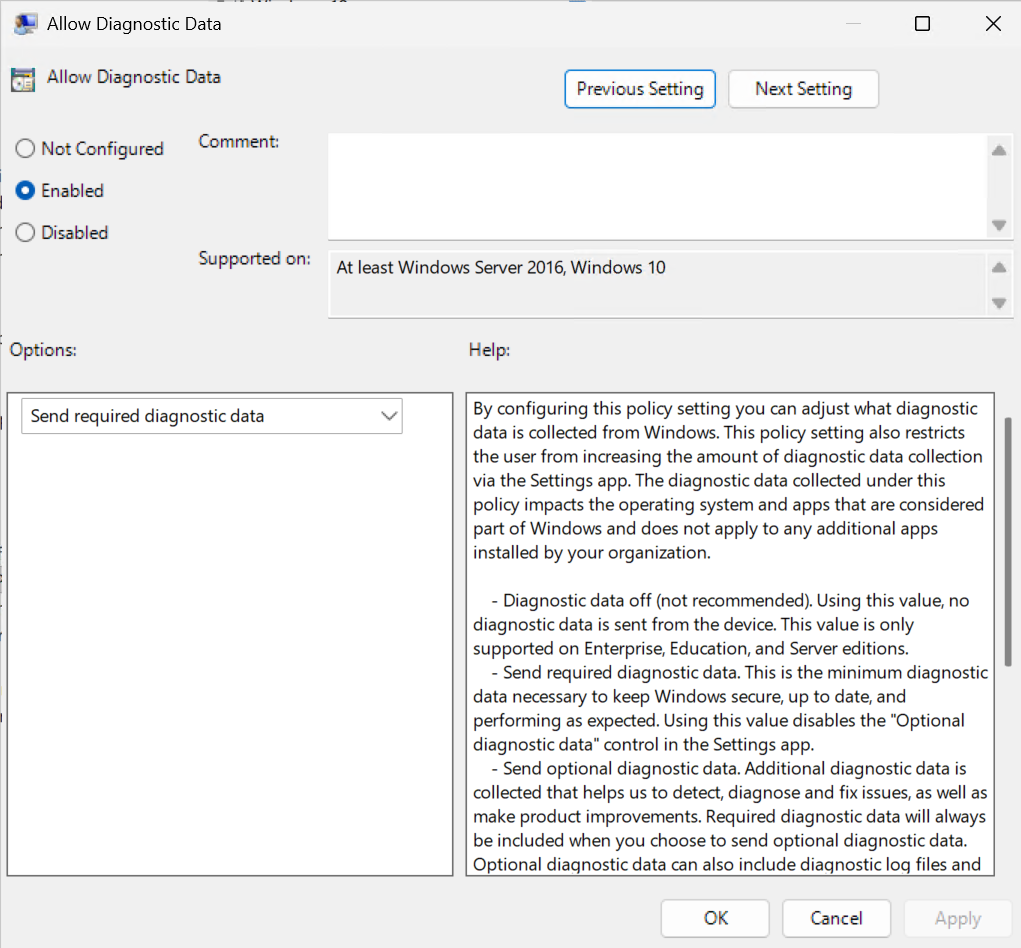 Allow Diagnostic Data
Allow Diagnostic Data
Previous Setting
Next Setting
Not Configured
Enabled
Disabled
Comment:
Supported on:
At least Windows Server 2016, Windows 10
Options:
Help:
Send required diagnostic data
By configuring this policy setting you can adjust what diagnostic
data is collected from Windows. This policy setting also restricts
the user from increasing the amount of diagnostic data collection
via the Settings app. The diagnostic data collected under this
policy impacts the operating system and apps that are considered
part of Windows and does not apply to any additional apps
installed by your organization.
- Diagnostic data off (not recommended). Using this value, no
diagnostic data is sent from the device. This value is only
supported on Enterprise, Education, and Server editions.
- Send required diagnostic data. This is the minimum diagnostic
data necessary to keep Windows secure, up to date, and
performing as expected. Using this value disables the "Optional
diagnostic data" control in the Settings app.
- Send optional diagnostic data. Additional diagnostic data is
collected that helps us to detect, diagnose and fix issues, as well as
make product improvements. Required diagnostic data will always
be included when you choose to send optional diagnostic data.
Optional diagnostic data can also include diagnostic log files and
OK
Cancel
Apply